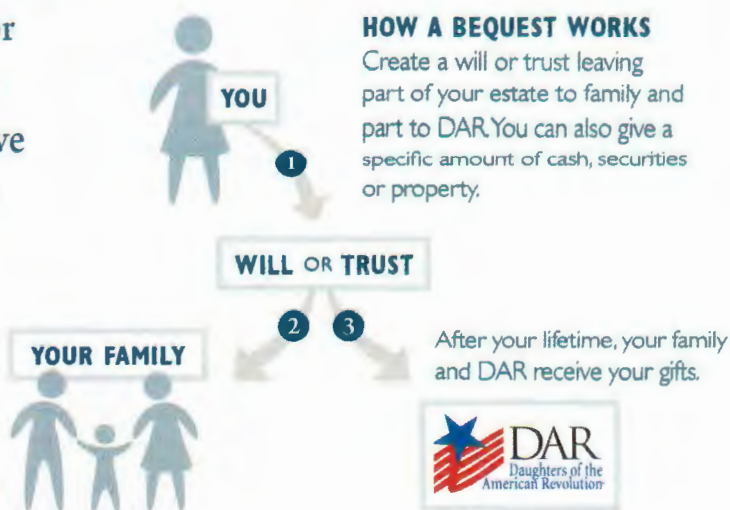 or
ve
HOW A BEQUEST WORKS
Create a will or trust leaving
part of your estate to family and
part to DAR. You can also give a
specific amount of cash, securities
or property.
YOU
1
WILL OR TRUST
2 3
YOUR FAMILY
After your lifetime, your family
and DAR receive your gifts.
DAR
Daughters of the
American Revolution